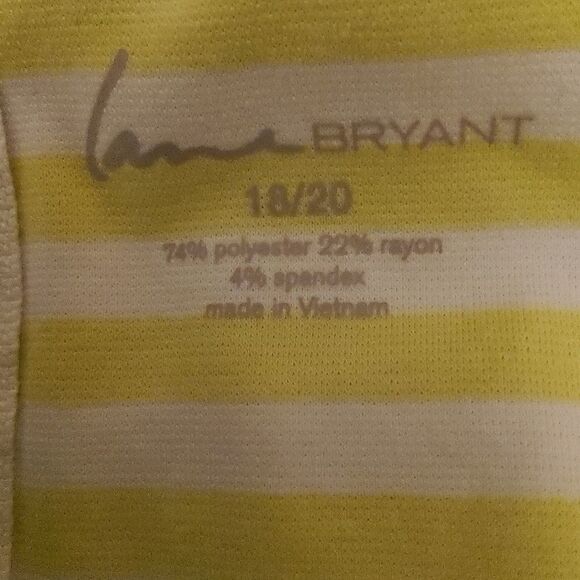 Lane BRYANT
18/20
74% polyester 22% rayon
4% spandex
made in Vietnam